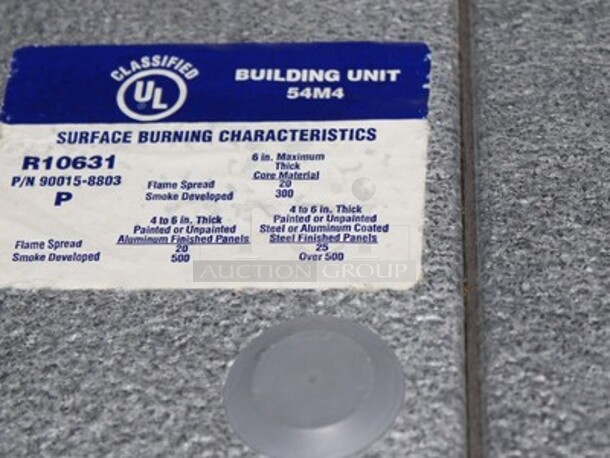 CLASSIFIED
UL
BUILDING UNIT
54M4
SURFACE BURNING CHARACTERISTICS
R10631
P/N 90015-8803
P
6 in. Maximum
Thick
Core Material
Flame Spread 20
Smoke Developed 300
4 to 6 in. Thick
Painted or Unpainted
Aluminum Finished Panels
4 to 6 in. Thick
Painted or Unpainted
Steel or Aluminum Coated
Steel Finished Panels
Flame Spread 20 25
Smoke Developed 500 Over 500
AUCTION GROUP